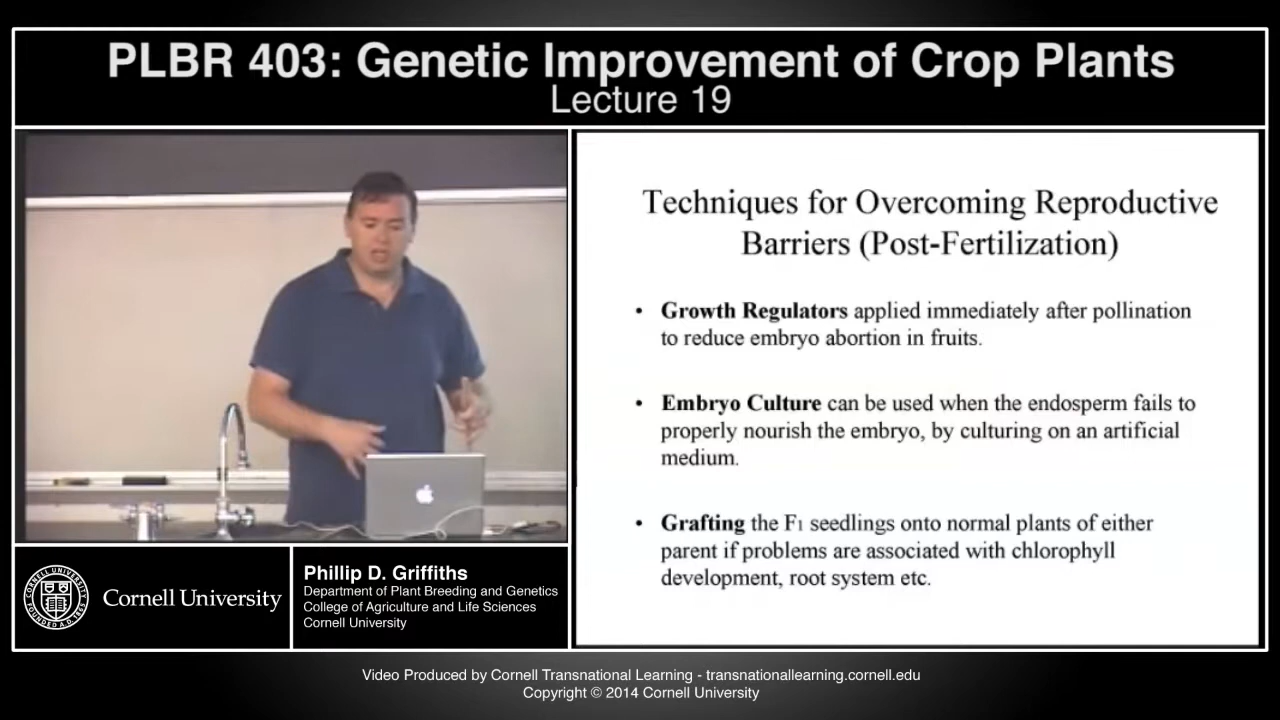 PLBR 403: Genetic Improvement of Crop Plants
Lecture 19
Techniques for Overcoming Reproductive
Barriers (Post-Fertilization)
• Growth Regulators applied immediately after pollination
to reduce embryo abortion in fruits.
• Embryo Culture can be used when the endosperm fails to
properly nourish the embryo, by culturing on an artificial
medium.
• Grafting the F1 seedlings onto normal plants of either
parent if problems are associated with chlorophyll
development, root system etc.
Cornell University
Phillip D. Griffiths
Department of Plant Breeding and Genetics
College of Agriculture and Life Sciences
Cornell University
Video Produced by Cornell Transnational Learning - transnationallearning.cornell.edu
Copyright © 2014 Cornell University